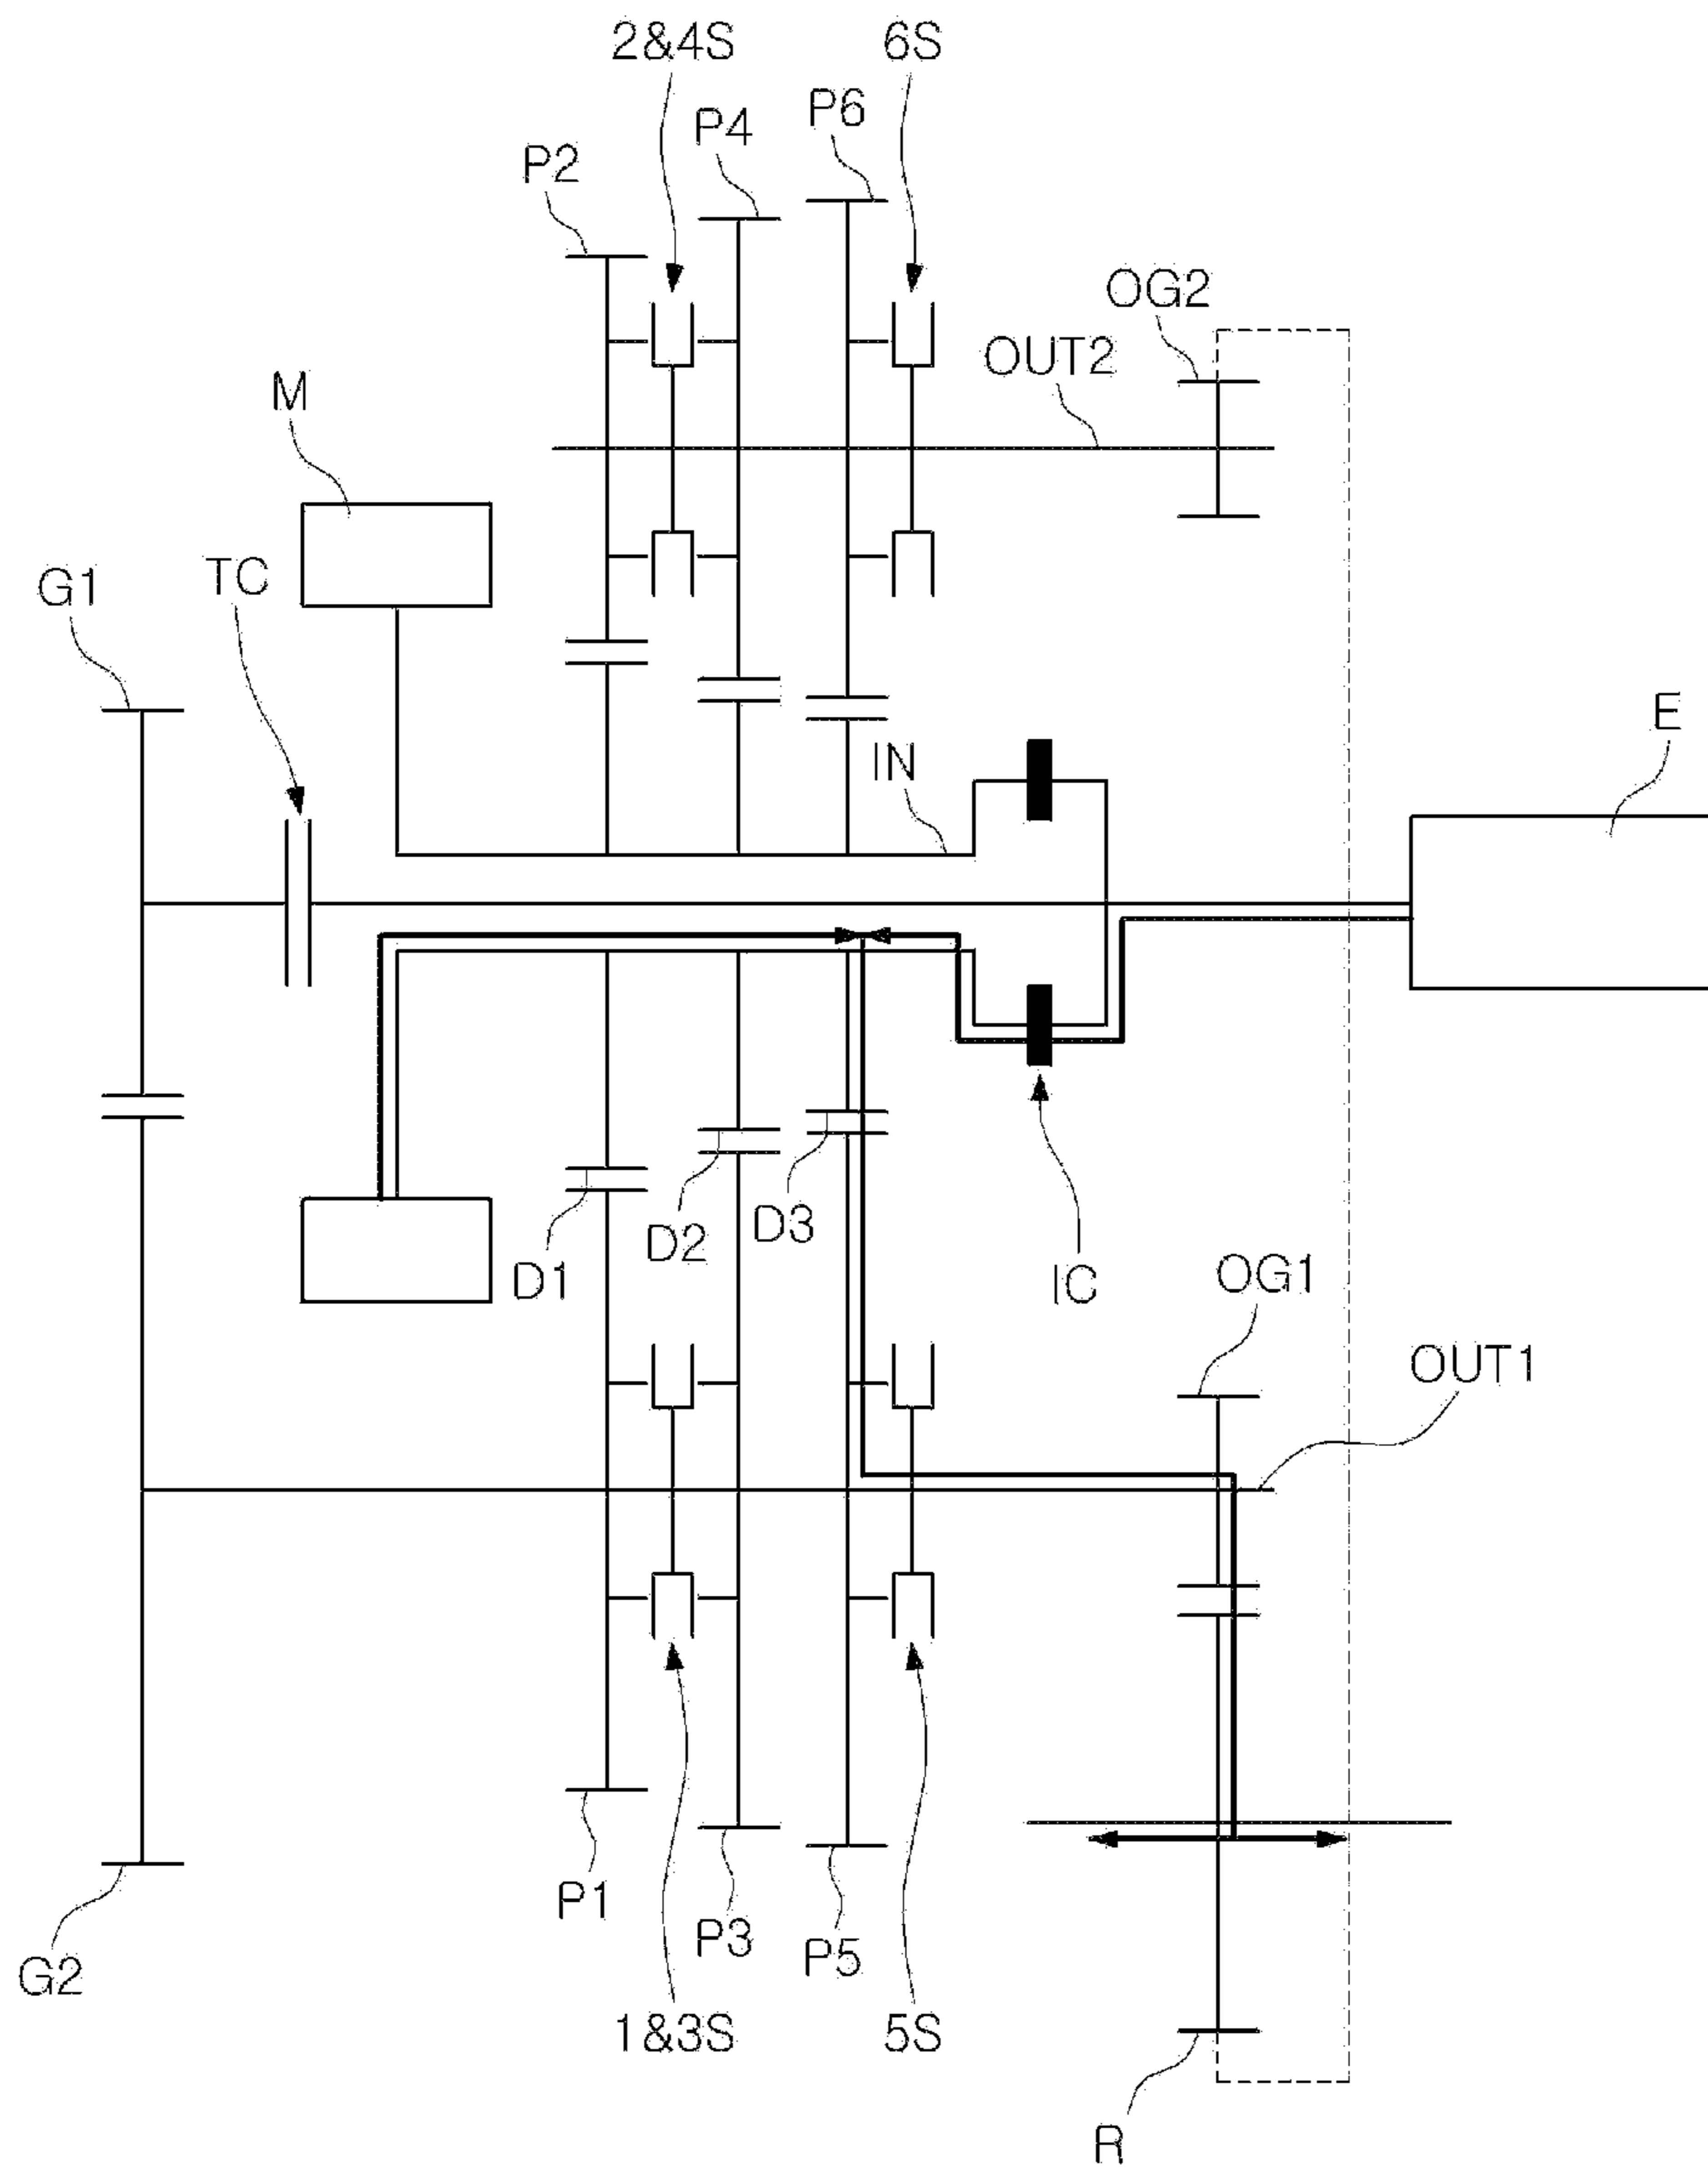 2&4S
6S
P6
P4
P2
OG2
OUT2
M
TC
G1
E
IN
D3
D2
D1
IC
OG1
OUT1
P1
P3
P5
G2
1&3S
5S
R